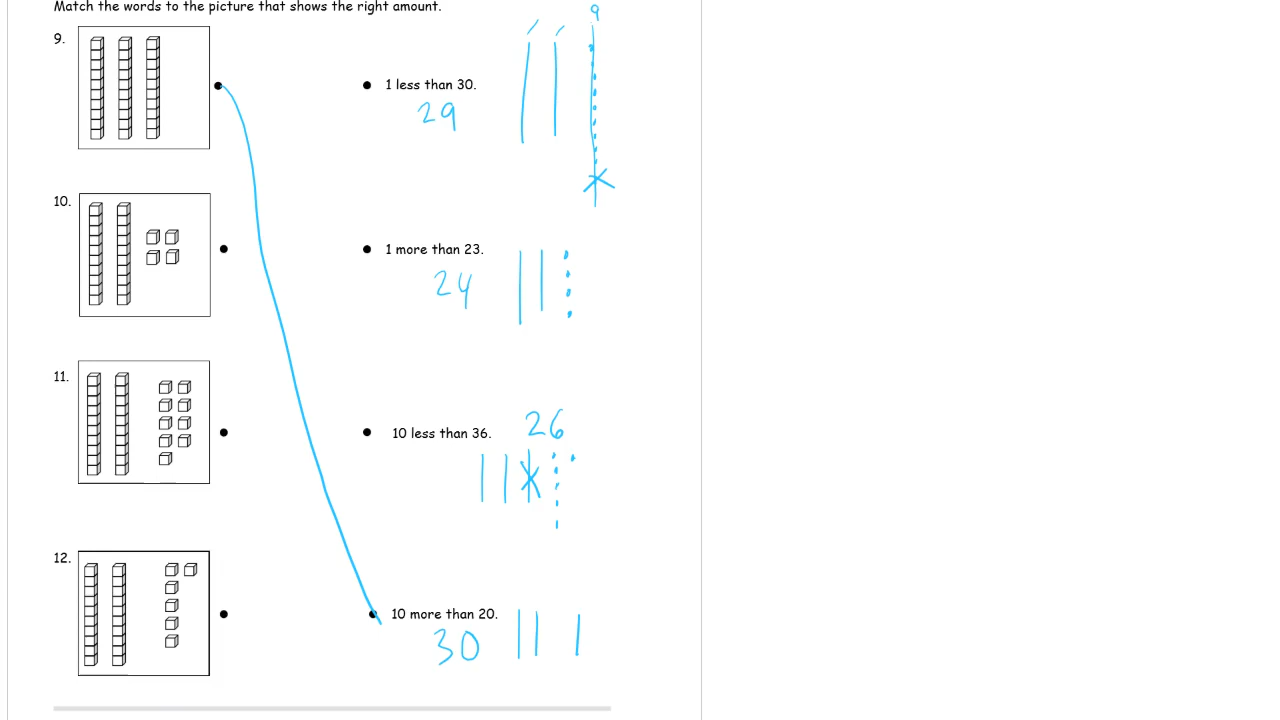 Match the words to the picture that shows the right amount.
9
9.
1 less than 30.
29
10.
1 more than 23.
24
11.
26
10 less than 36.
12.
10 more than 20.
30